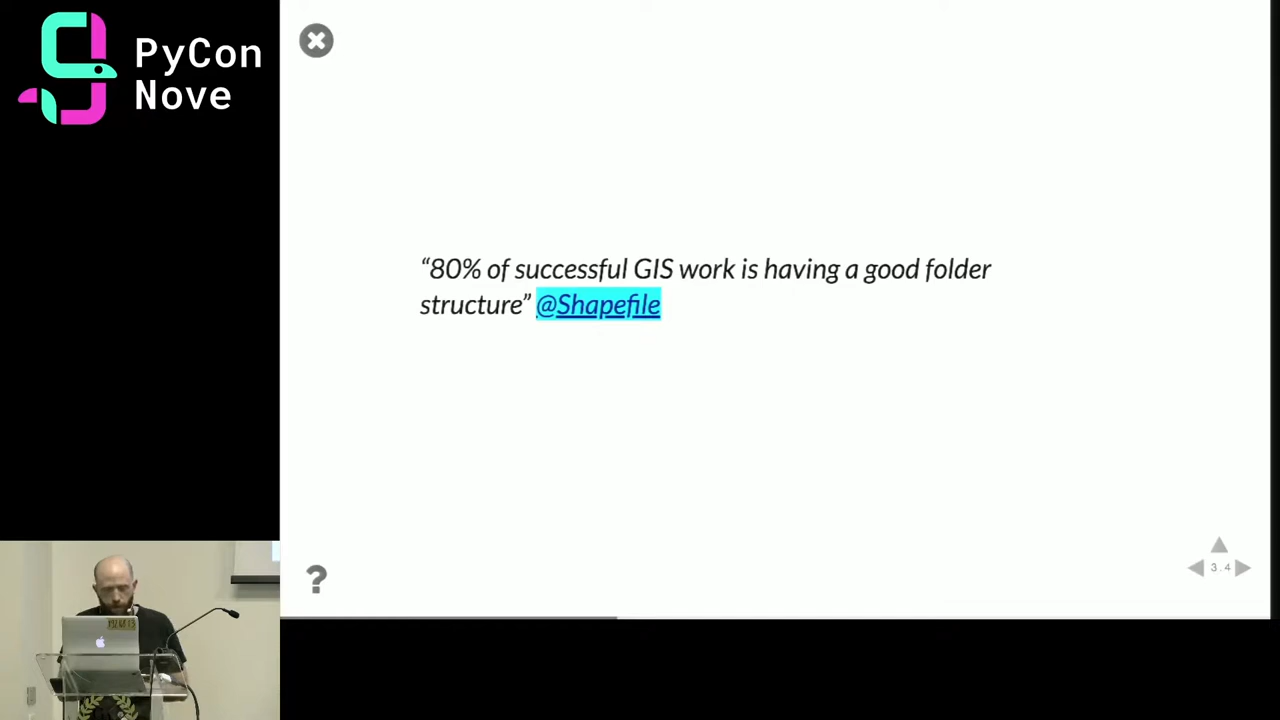 PyCon
Nove
“80% of successful GIS work is having a good folder
structure” @Shapefile
3.4
?